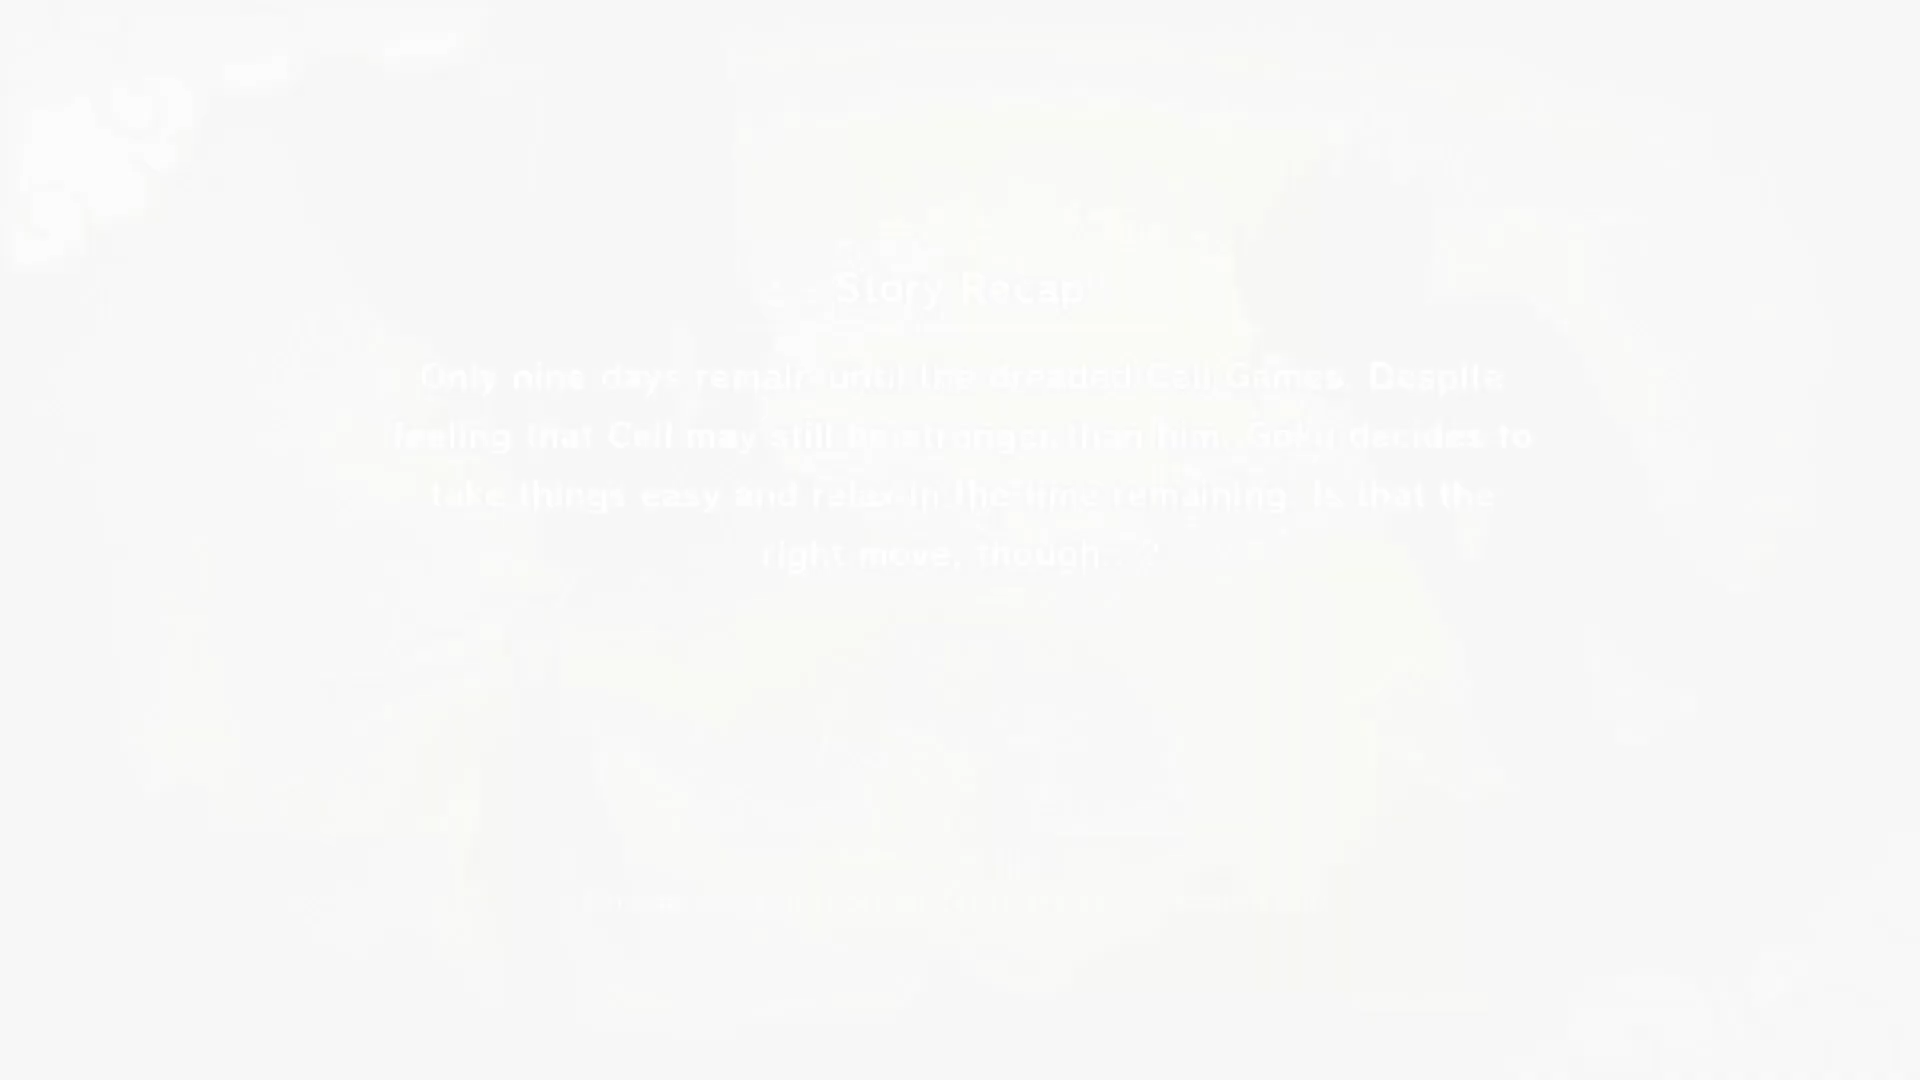 Story Recap
Only nine days remain until the dreaded Cell Games. Despite
feeling that Cell may still be stronger than him, Goku decides to
take things easy and relax in the time remaining. Is that the
right move, though...?